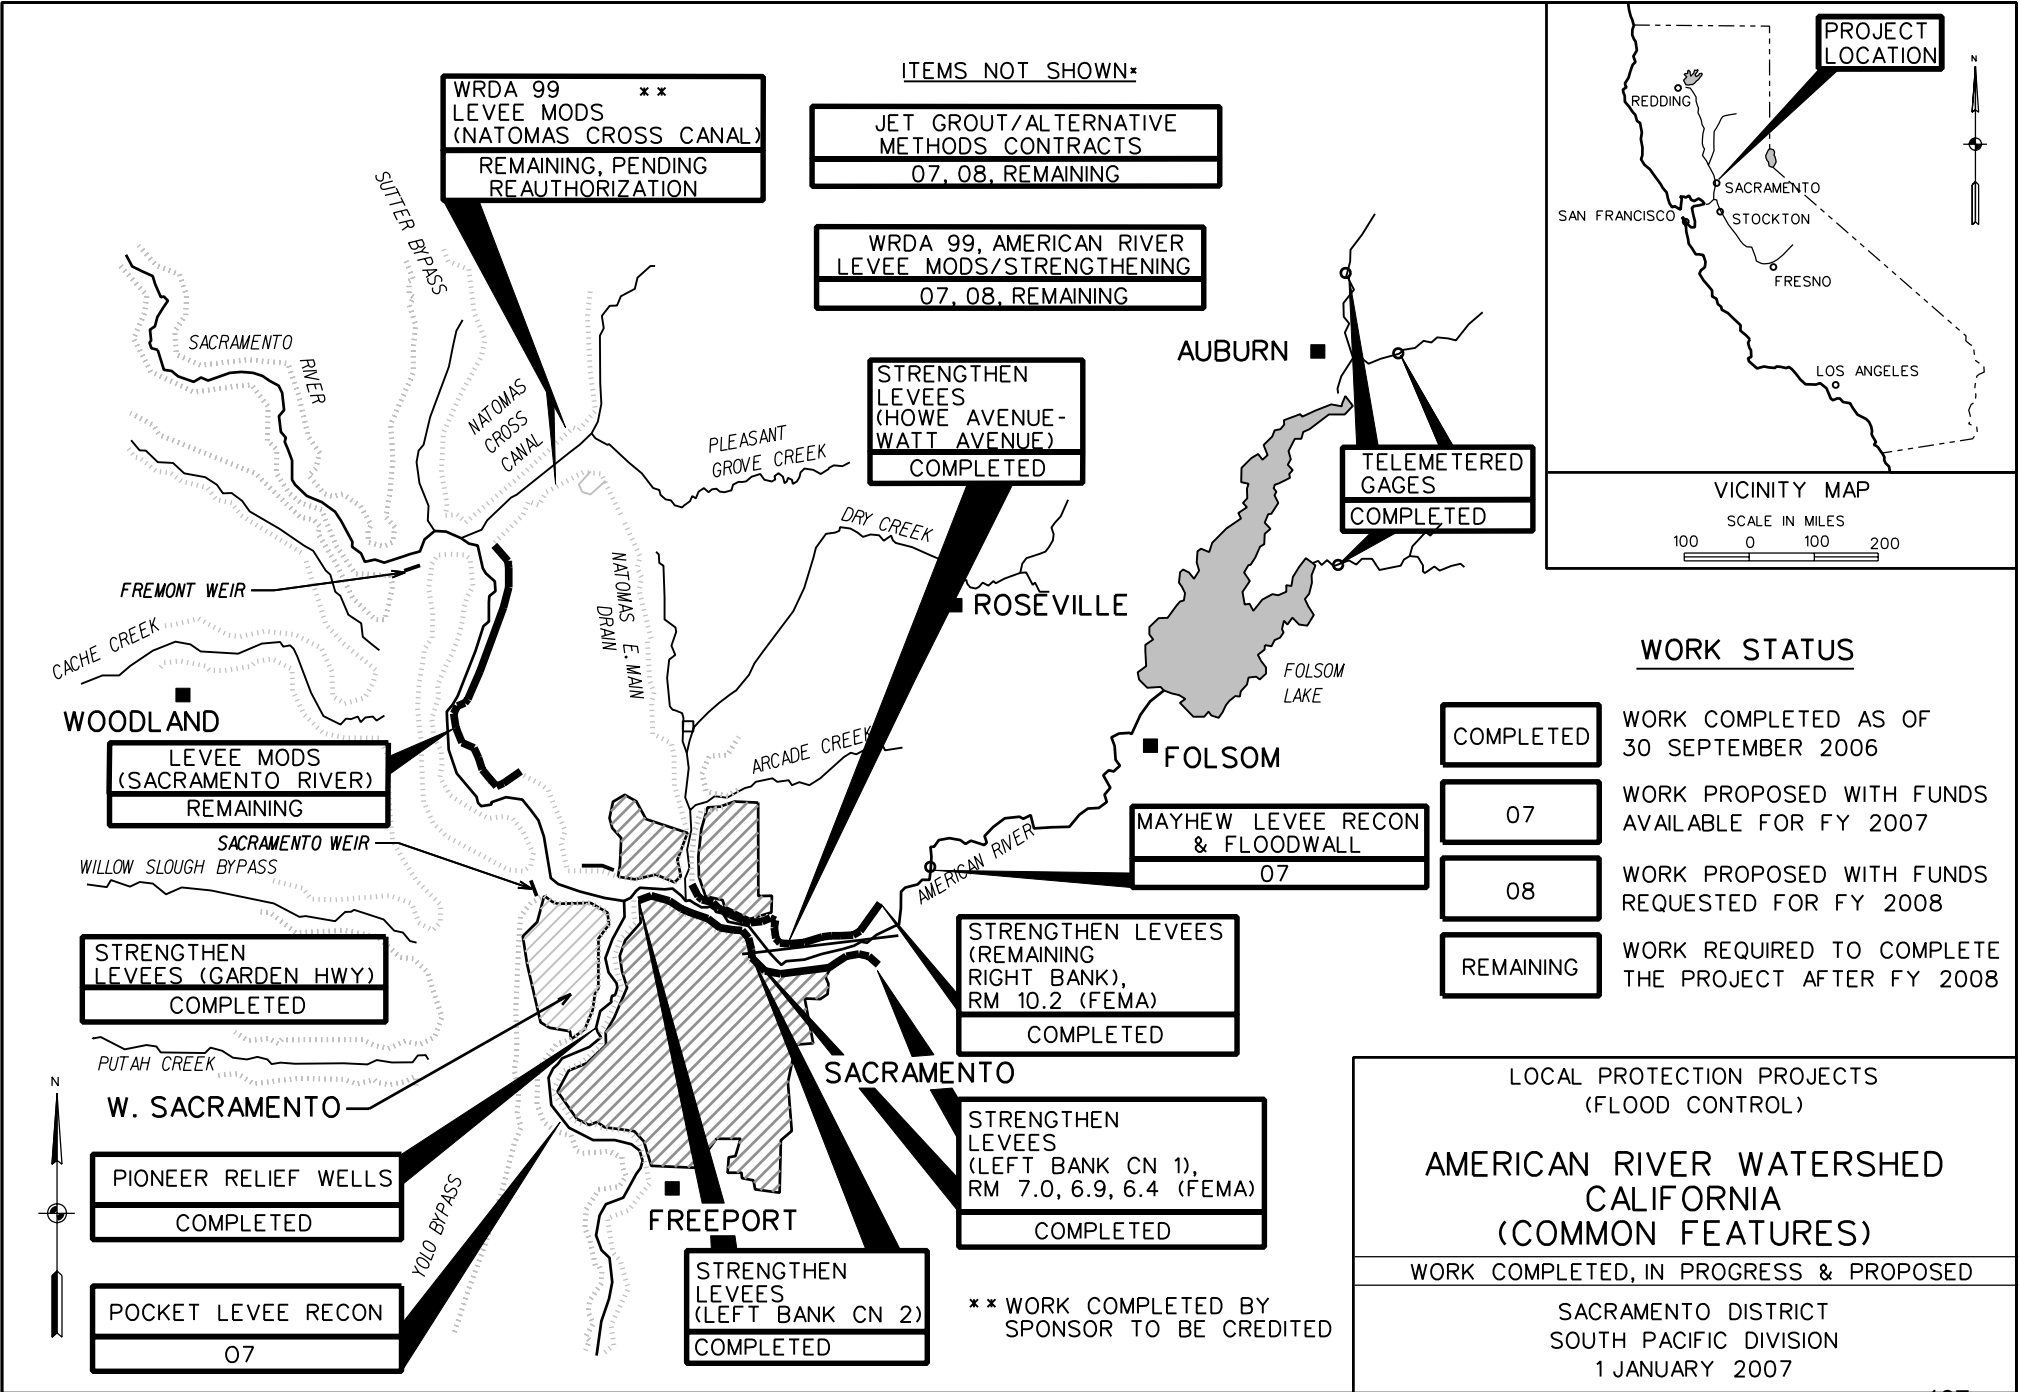 WRDA 99 **
LEVEE MODS
(NATOMAS CROSS CANAL)
REMAINING, PENDING
REAUTHORIZATION
ITEMS NOT SHOWN*
JET GROUT/ALTERNATIVE
METHODS CONTRACTS
07, 08, REMAINING
WRDA 99, AMERICAN RIVER
LEVEE MODS/STRENGTHENING
07, 08, REMAINING
STRENGTHEN
LEVEES
(HOWE AVENUE-
WATT AVENUE)
COMPLETED
PROJECT
LOCATION
N
REDDING
SACRAMENTO
SAN FRANCISCO
STOCKTON
FRESNO
LOS ANGELES
VICINITY MAP
SCALE IN MILES
100 0 100 200
SUTTER BYPASS
SACRAMENTO
RIVER
NATOMAS
CROSS
CANAL
PLEASANT
GROVE CREEK
DRY CREEK
AUBURN
TELEMETERED
GAGES
COMPLETED
FREMONT WEIR
NATOMAS E. MAIN
DRAIN
ROSEVILLE
CACHE CREEK
WOODLAND
FOLSOM
LAKE
LEVEE MODS
(SACRAMENTO RIVER)
REMAINING
ARCADE CREEK
FOLSOM
SACRAMENTO WEIR
WILLOW SLOUGH BYPASS
AMERICAN RIVER
MAYHEW LEVEE RECON
& FLOODWALL
07
STRENGTHEN
LEVEES (GARDEN HWY)
COMPLETED
STRENGTHEN LEVEES
(REMAINING
RIGHT BANK),
RM 10.2 (FEMA)
COMPLETED
PUTAH CREEK
N
W. SACRAMENTO
SACRAMENTO
STRENGTHEN
LEVEES
(LEFT BANK CN 1),
RM 7.0, 6.9, 6.4 (FEMA)
COMPLETED
PIONEER RELIEF WELLS
COMPLETED
YOLO BYPASS
FREEPORT
POCKET LEVEE RECON
07
STRENGTHEN
LEVEES
(LEFT BANK CN 2)
COMPLETED
** WORK COMPLETED BY
SPONSOR TO BE CREDITED
WORK STATUS
COMPLETED
WORK COMPLETED AS OF
30 SEPTEMBER 2006
07
WORK PROPOSED WITH FUNDS
AVAILABLE FOR FY 2007
08
WORK PROPOSED WITH FUNDS
REQUESTED FOR FY 2008
REMAINING
WORK REQUIRED TO COMPLETE
THE PROJECT AFTER FY 2008
LOCAL PROTECTION PROJECTS
(FLOOD CONTROL)
AMERICAN RIVER WATERSHED
CALIFORNIA
(COMMON FEATURES)
WORK COMPLETED, IN PROGRESS & PROPOSED
SACRAMENTO DISTRICT
SOUTH PACIFIC DIVISION
1 JANUARY 2007